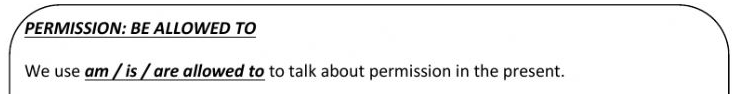 PERMISSION: BE ALLOWED TO
We use am / is / are allowed to to talk about permission in the present.